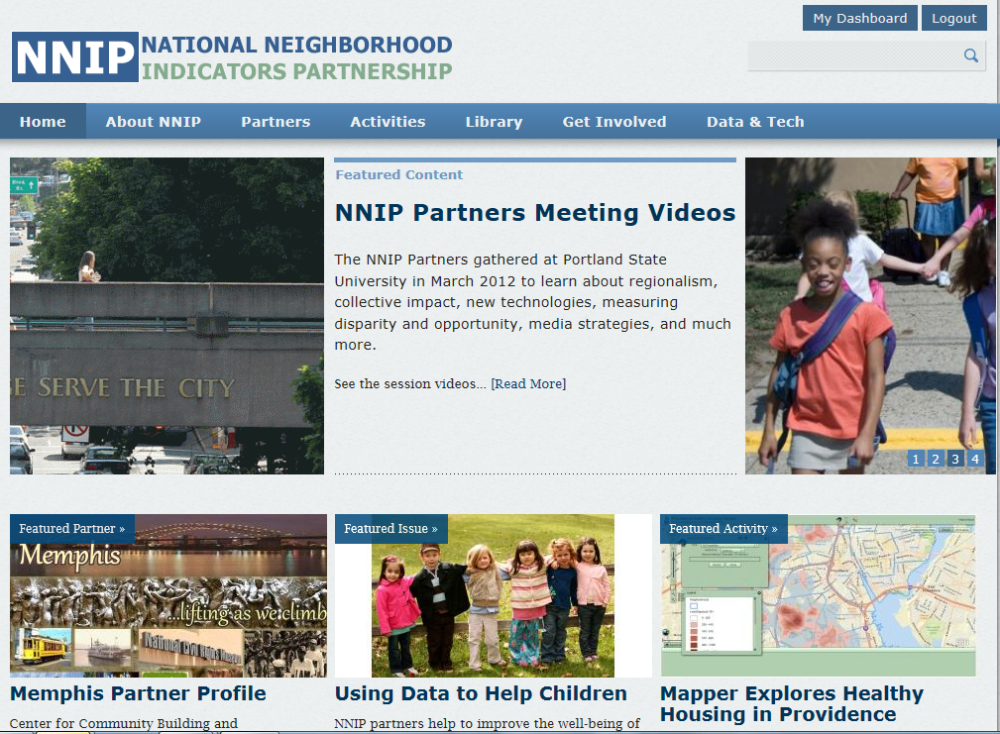 My Dashboard
Logout
NNIP
NATIONAL NEIGHBORHOOD
INDICATORS PARTNERSHIP
Home
About NNIP
Partners
Activities
Library
Get Involved
Data & Tech
Featured Content
NNIP Partners Meeting Videos
The NNIP Partners gathered at Portland State
University in March 2012 to learn about regionalism,
collective impact, new technologies, measuring
disparity and opportunity, media strategies, and much
more.
See the session videos... [Read More]
E SERVE THE CITY
1 2 3 4
Featured Partner »
Memphis
...lifting as we climb
National Civil Rights Museum
Memphis Partner Profile
Center for Community Building and
Featured Issue »
Using Data to Help Children
NNIP partners help to improve the well-being of
Featured Activity »
Mapper Explores Healthy
Housing in Providence